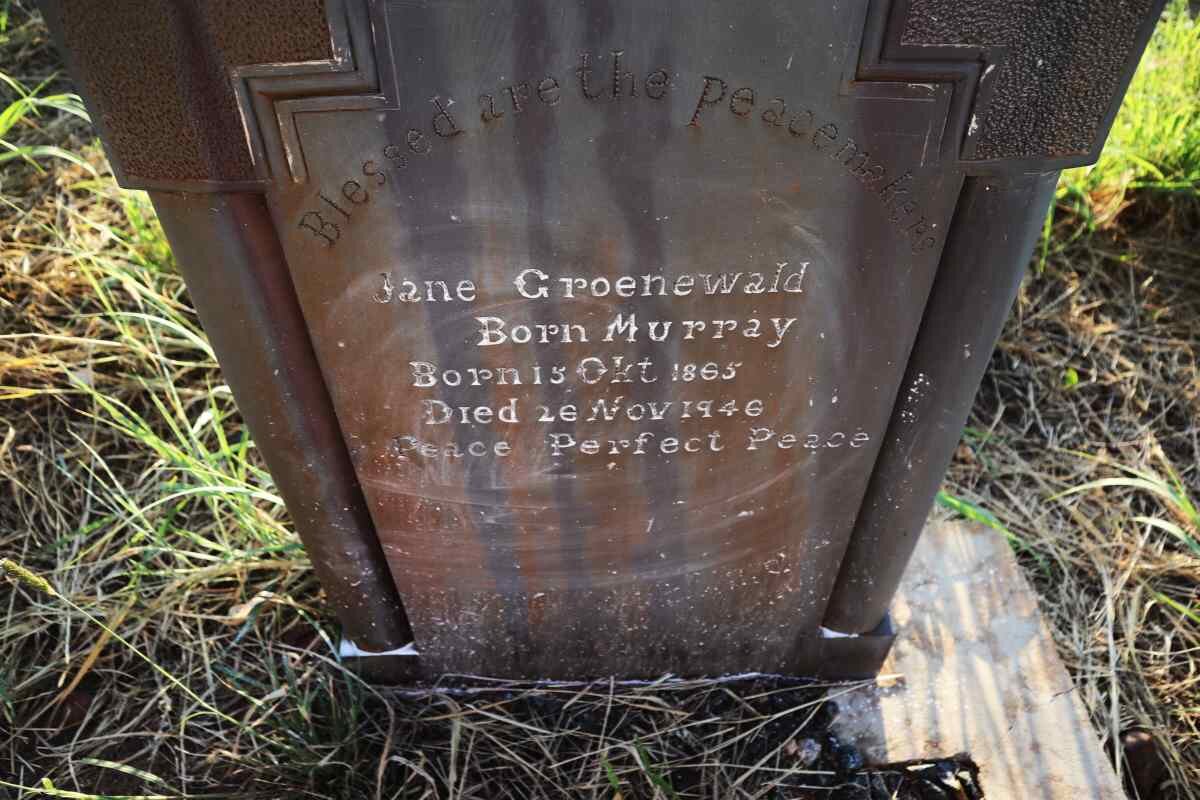 Blessed are the peacemakers
Jane Groenewald
Born Murray
Born 15 Okt 1865
Died 26 Nov 1946
Peace Perfect Peace